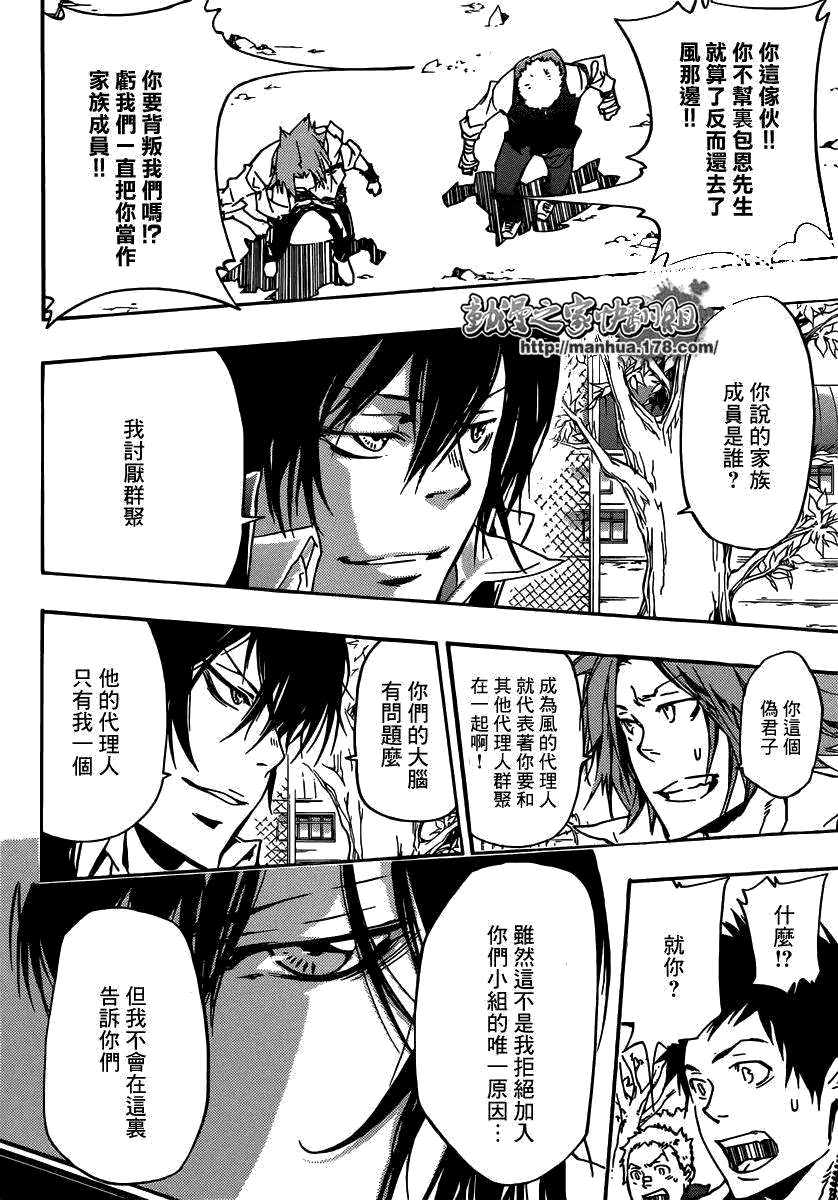 你這傢伙!!
你不幫裏包恩先生
就算了反而還去了
風那邊!!
你要背叛我們嗎!?
虧我們一直把你當作
家族成員!!
http://manhua.178.com/
你說的家族
成員是誰?
我討厭群聚
你這個
偽君子
成為風的代理人
就代表著你要和
其他代理人群聚
在一起啊!
你們的大腦
有問題麼
他的代理人
只有我一個
什麼!?
就你?
雖然這不是我拒絕加入
你們小組的唯一原因…
但我不會在這裏
告訴你們